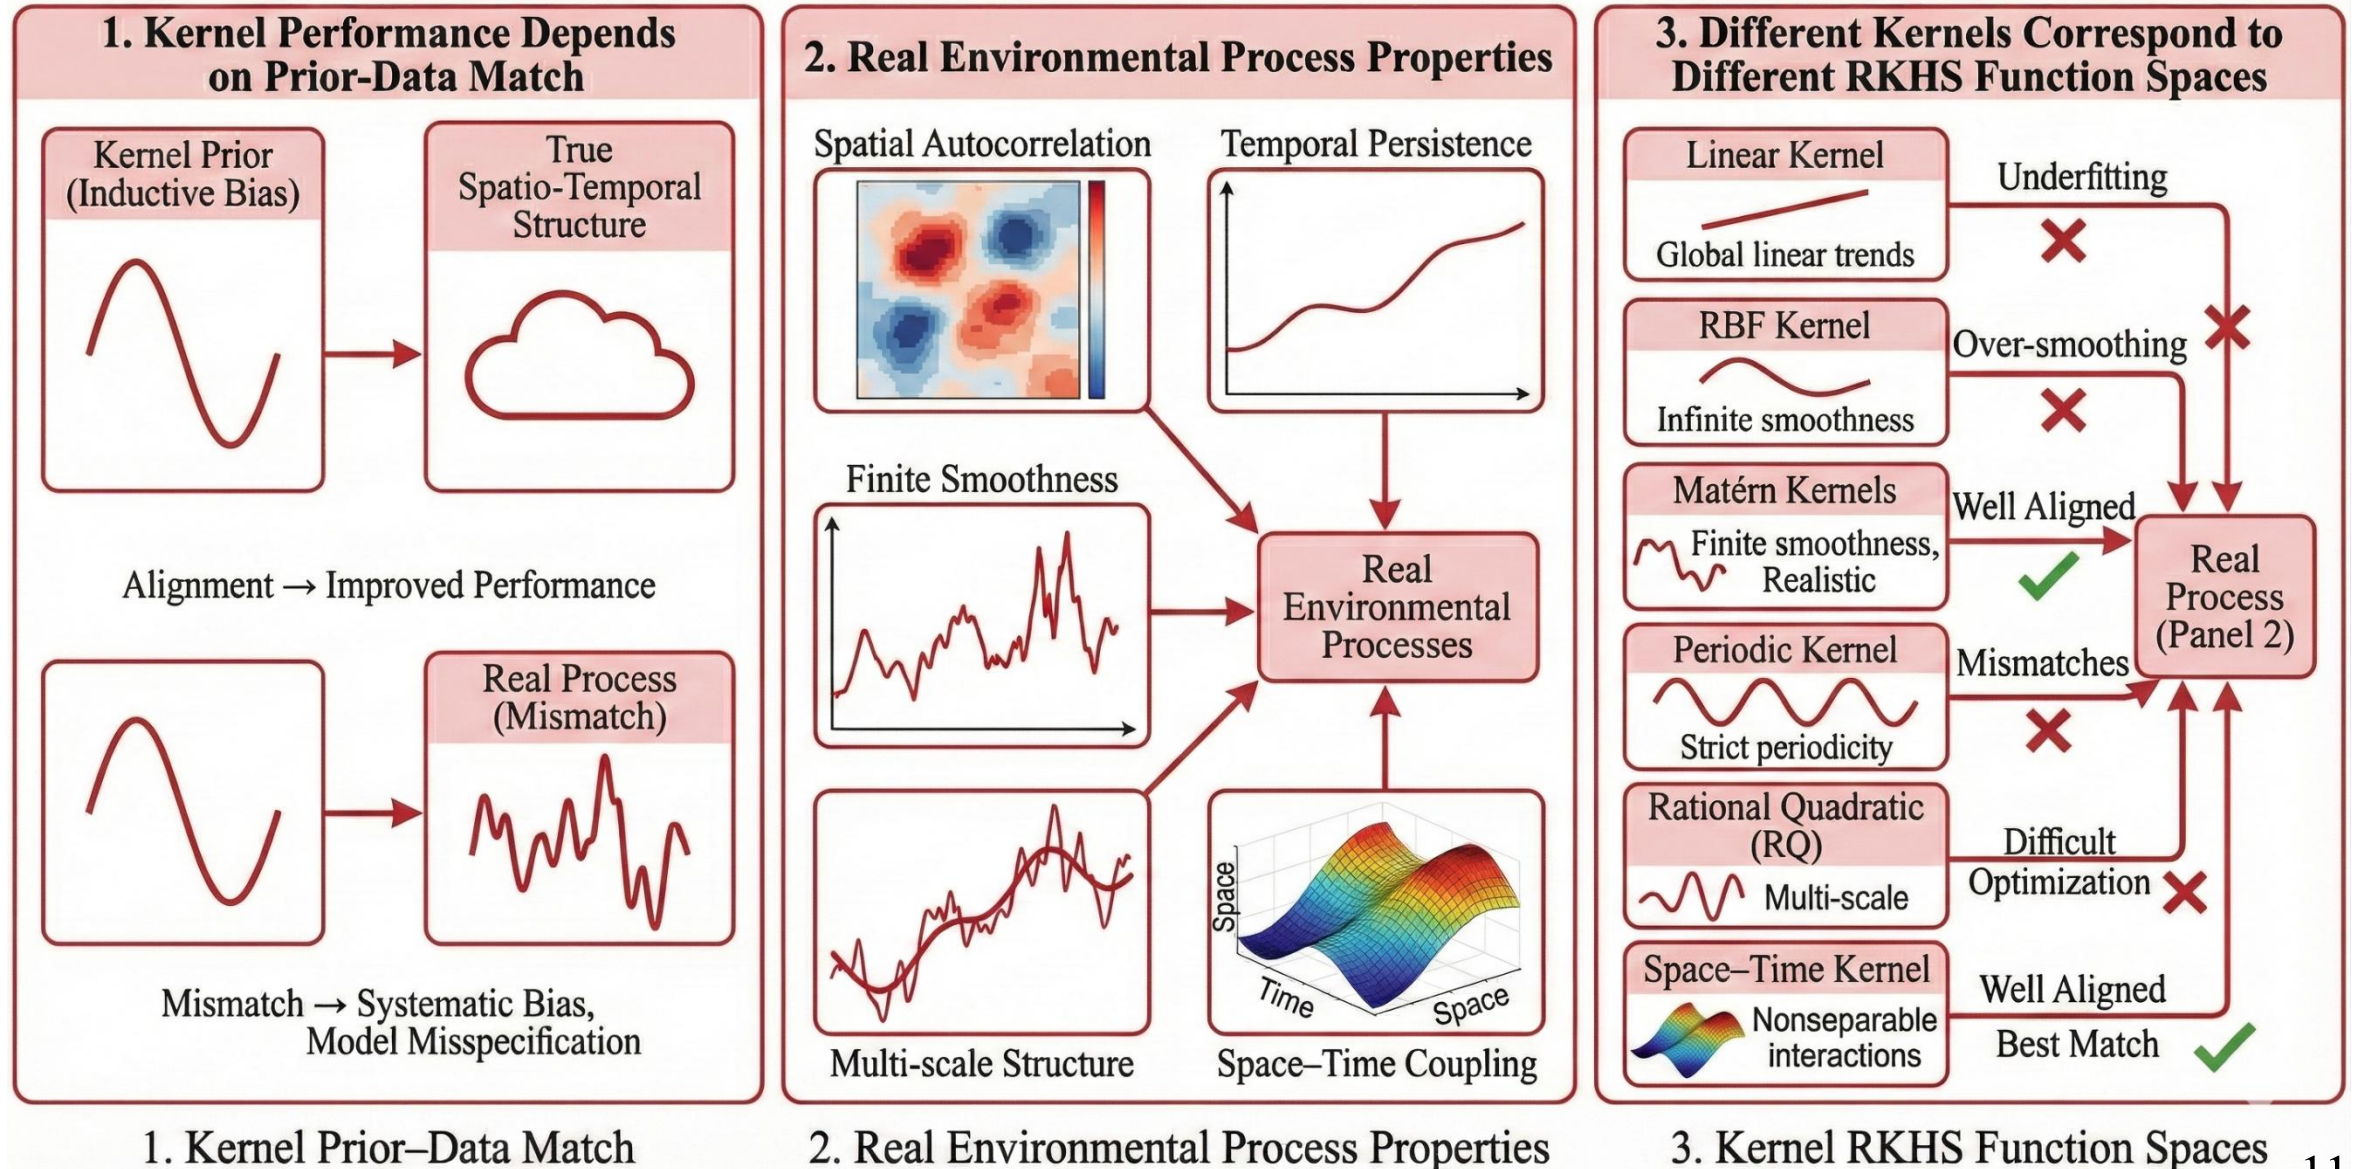 1. Kernel Performance Depends
on Prior-Data Match
Kernel Prior
(Inductive Bias)
True
Spatio-Temporal
Structure
Alignment → Improved Performance
Real Process
(Mismatch)
Mismatch → Systematic Bias,
Model Misspecification
1. Kernel Prior–Data Match
2. Real Environmental Process Properties
Spatial Autocorrelation
Temporal Persistence
Finite Smoothness
Real
Environmental
Processes
Space
Time
Space
Multi-scale Structure
Space–Time Coupling
2. Real Environmental Process Properties
3. Different Kernels Correspond to
Different RKHS Function Spaces
Linear Kernel
Global linear trends
Underfitting
RBF Kernel
Infinite smoothness
Over-smoothing
Matérn Kernels
Finite smoothness,
Realistic
Well Aligned
Real
Process
(Panel 2)
Periodic Kernel
Strict periodicity
Mismatches
Rational Quadratic
(RQ)
Multi-scale
Difficult
Optimization
Space–Time Kernel
Nonseparable
interactions
Well Aligned
Best Match
3. Kernel RKHS Function Spaces